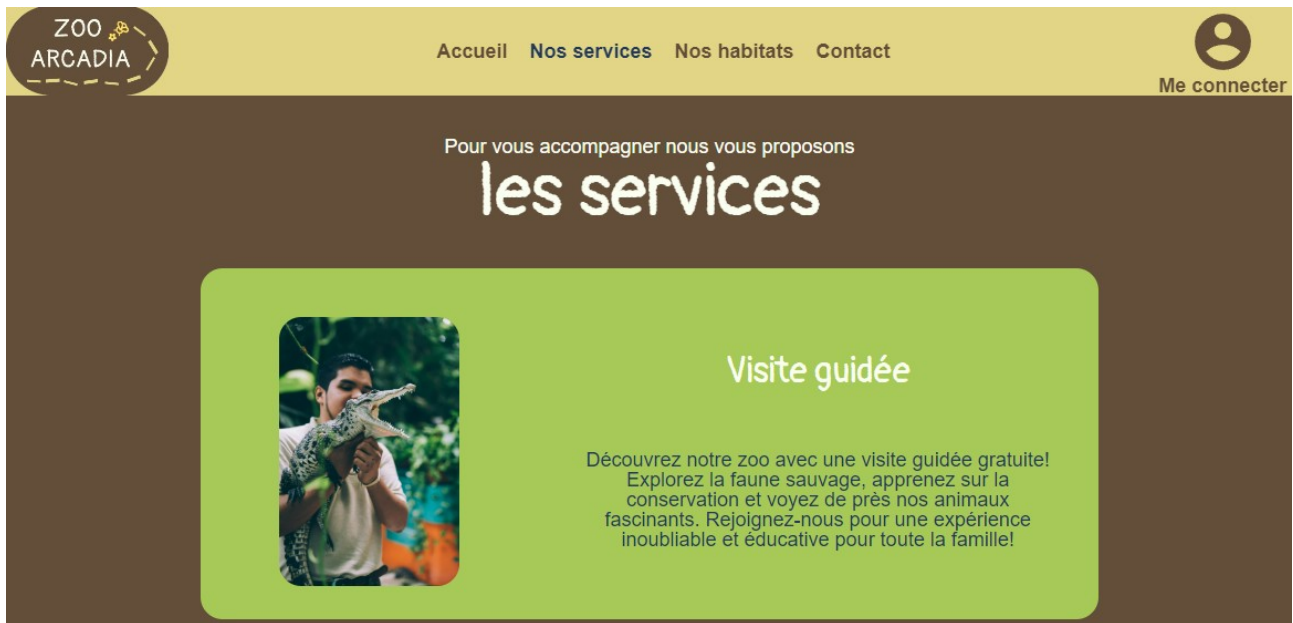 ZOO
ARCADIA
Accueil Nos services Nos habitats Contact
Me connecter
Pour vous accompagner nous vous proposons
les services
Visite guidée
Découvrez notre zoo avec une visite guidée gratuite!
Explorez la faune sauvage, apprenez sur la
conservation et voyez de près nos animaux
fascinants. Rejoignez-nous pour une expérience
inoubliable et éducative pour toute la famille!